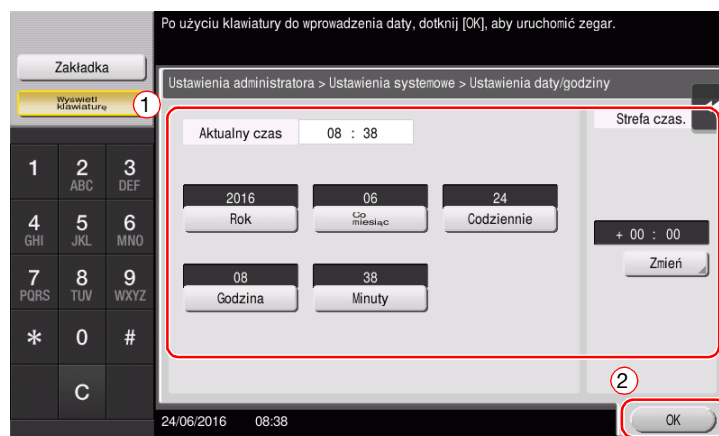 Po użyciu klawiatury do wprowadzenia daty, dotknij [OK], aby uruchomić zegar.
Zakładka
Wyświetl
klawiaturę
1
Ustawienia administratora > Ustawienia systemowe > Ustawienia daty/godziny
Aktualny czas 08 : 38
Strefa czas.
2016 06 24
Rok Co miesiąc Codziennie
+ 00 : 00
Zmień
08 38
Godzina Minuty
1 2 ABC 3 DEF
4 GHI 5 JKL 6 MNO
7 PQRS 8 TUV 9 WXYZ
* 0 #
C
2
24/06/2016 08:38
OK